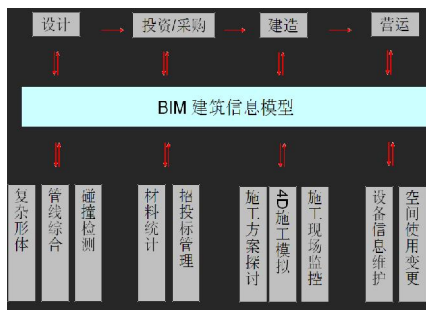 设计
投资/采购
建造
营运
BIM 建筑信息模型
复杂形体
管线综合
碰撞检测
材料统计
招投标管理
施工方案探讨
4D施工模拟
施工现场监控
设备信息维护
空间使用变更